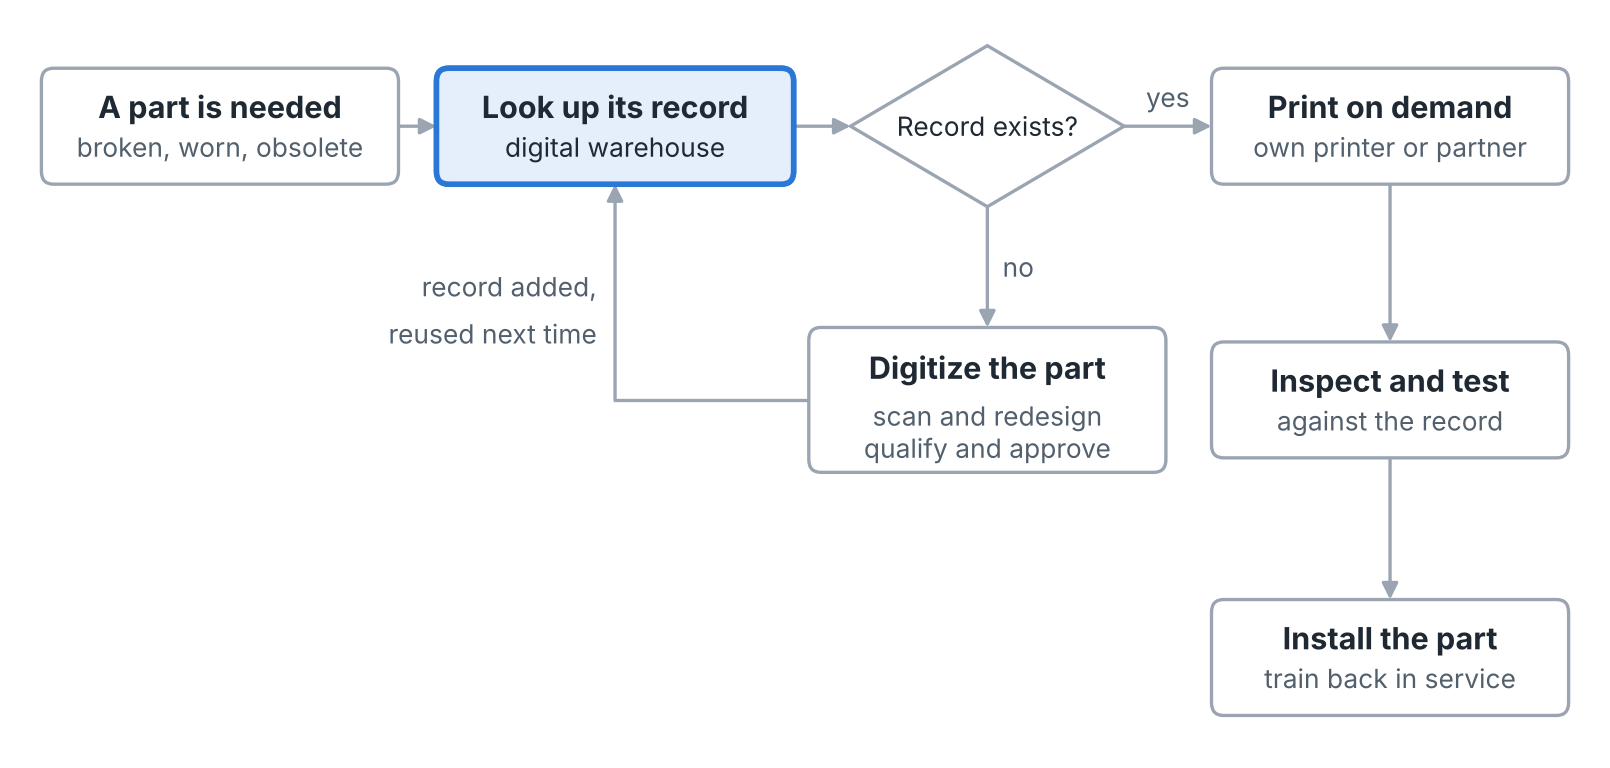 A part is needed
broken, worn, obsolete
Look up its record
digital warehouse
Record exists?
yes
Print on demand
own printer or partner
no
record added,
reused next time
Digitize the part
scan and redesign
qualify and approve
Inspect and test
against the record
Install the part
train back in service